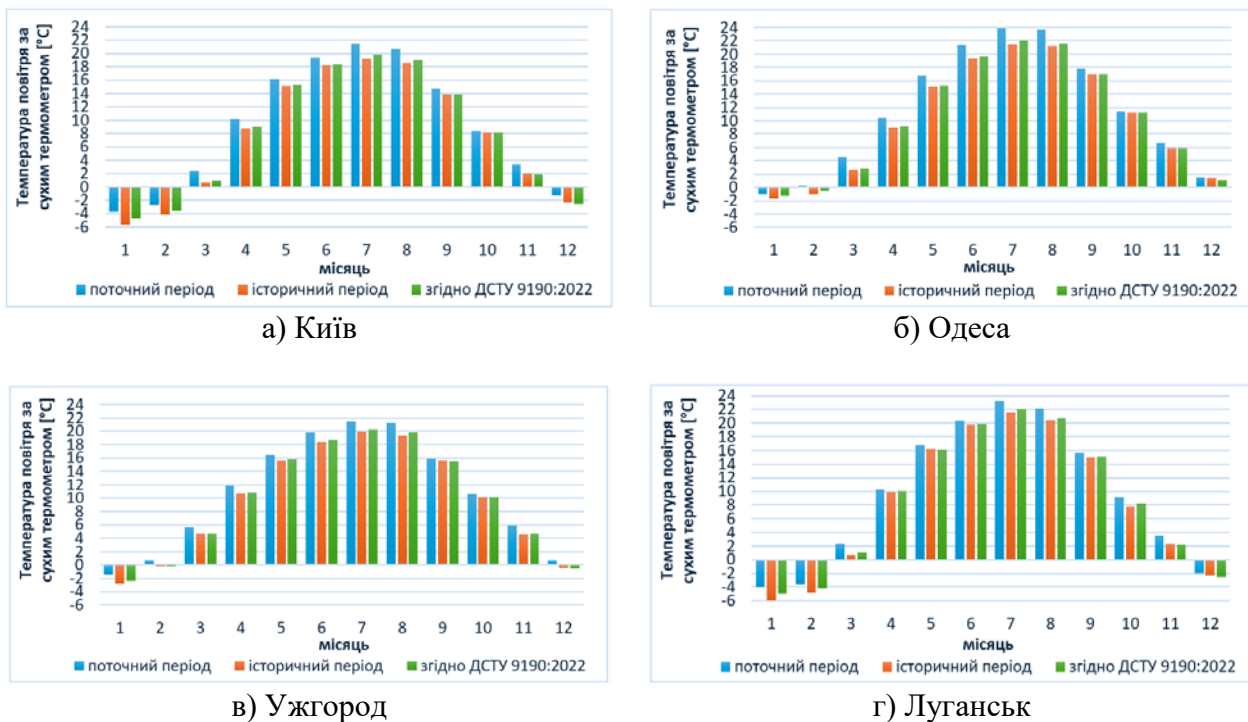 Температура повітря за
сухим термометром [°C]
24
22
20
18
16
14
12
10
8
6
4
2
0
-2
-4
-6
1 2 3 4 5 6 7 8 9 10 11 12
місяць
поточний період історичний період згідно ДСТУ 9190:2022
а) Київ
Температура повітря за
сухим термометром [°C]
24
22
20
18
16
14
12
10
8
6
4
2
0
-2
-4
-6
1 2 3 4 5 6 7 8 9 10 11 12
місяць
поточний період історичний період згідно ДСТУ 9190:2022
б) Одеса
Температура повітря за
сухим термометром [°C]
24
22
20
18
16
14
12
10
8
6
4
2
0
-2
-4
-6
1 2 3 4 5 6 7 8 9 10 11 12
місяць
поточний період історичний період згідно ДСТУ 9190:2022
в) Ужгород
Температура повітря за
сухим термометром [°C]
24
22
20
18
16
14
12
10
8
6
4
2
0
-2
-4
-6
1 2 3 4 5 6 7 8 9 10 11 12
місяць
поточний період історичний період згідно ДСТУ 9190:2022
г) Луганськ